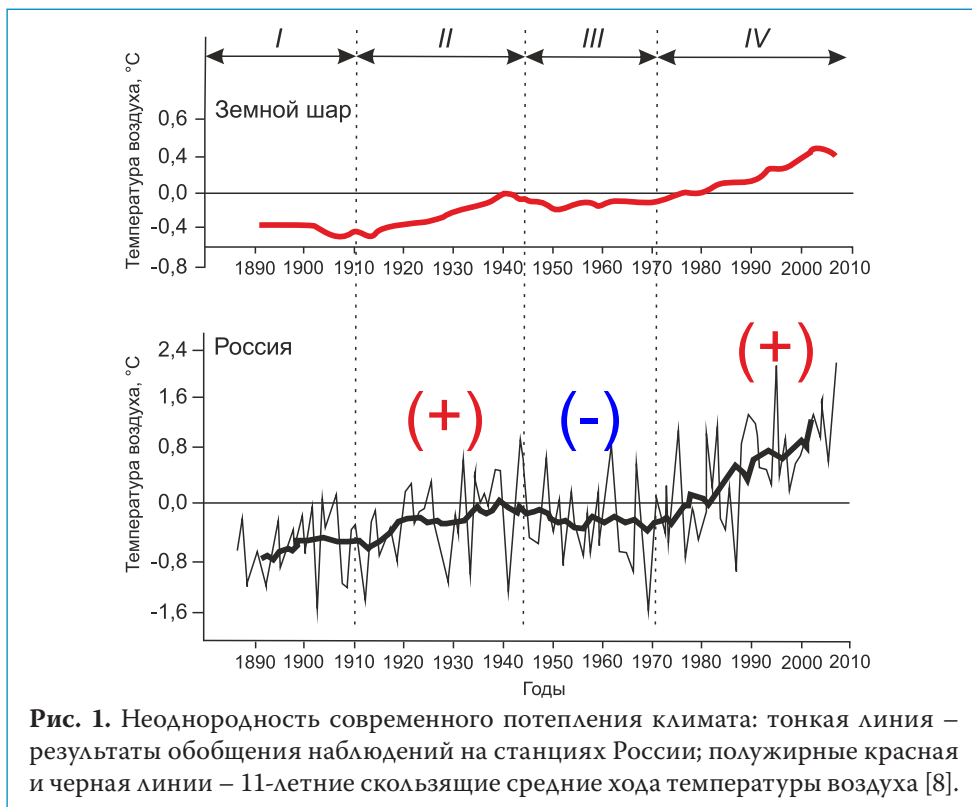 I II III IV
Температура воздуха, °C
Земной шар
0,6
0,4
0,0
-0,4
-0,8
1890 1900 1910 1920 1930 1940 1950 1960 1970 1980 1990 2000 2010
Температура воздуха, °C
Россия
2,4
1,6
0,8
0,0
-0,8
-1,6
(+) (-) (+)
1890 1900 1910 1920 1930 1940 1950 1960 1970 1980 1990 2000 2010
Годы
Рис. 1. Неоднородность современного потепления климата: тонкая линия –
результаты обобщения наблюдений на станциях России; полужирные красная
и черная линии – 11-летние скользящие средние хода температуры воздуха [8].